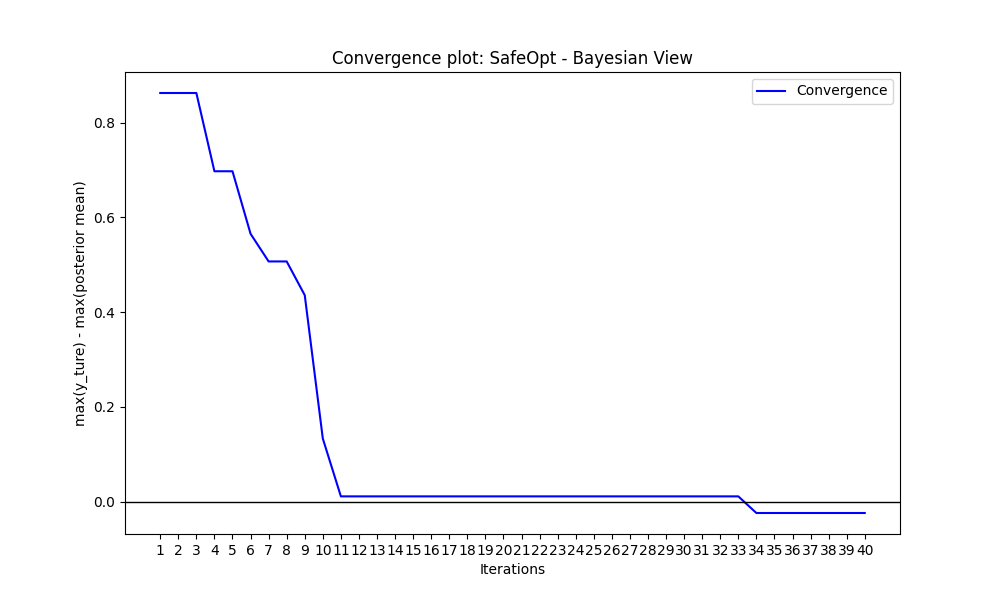 Convergence plot: SafeOpt - Bayesian View
Convergence
max(y_ture) - max(posterior mean)
0.8
0.6
0.4
0.2
0.0
1 2 3 4 5 6 7 8 9 10 11 12 13 14 15 16 17 18 19 20 21 22 23 24 25 26 27 28 29 30 31 32 33 34 35 36 37 38 39 40
Iterations